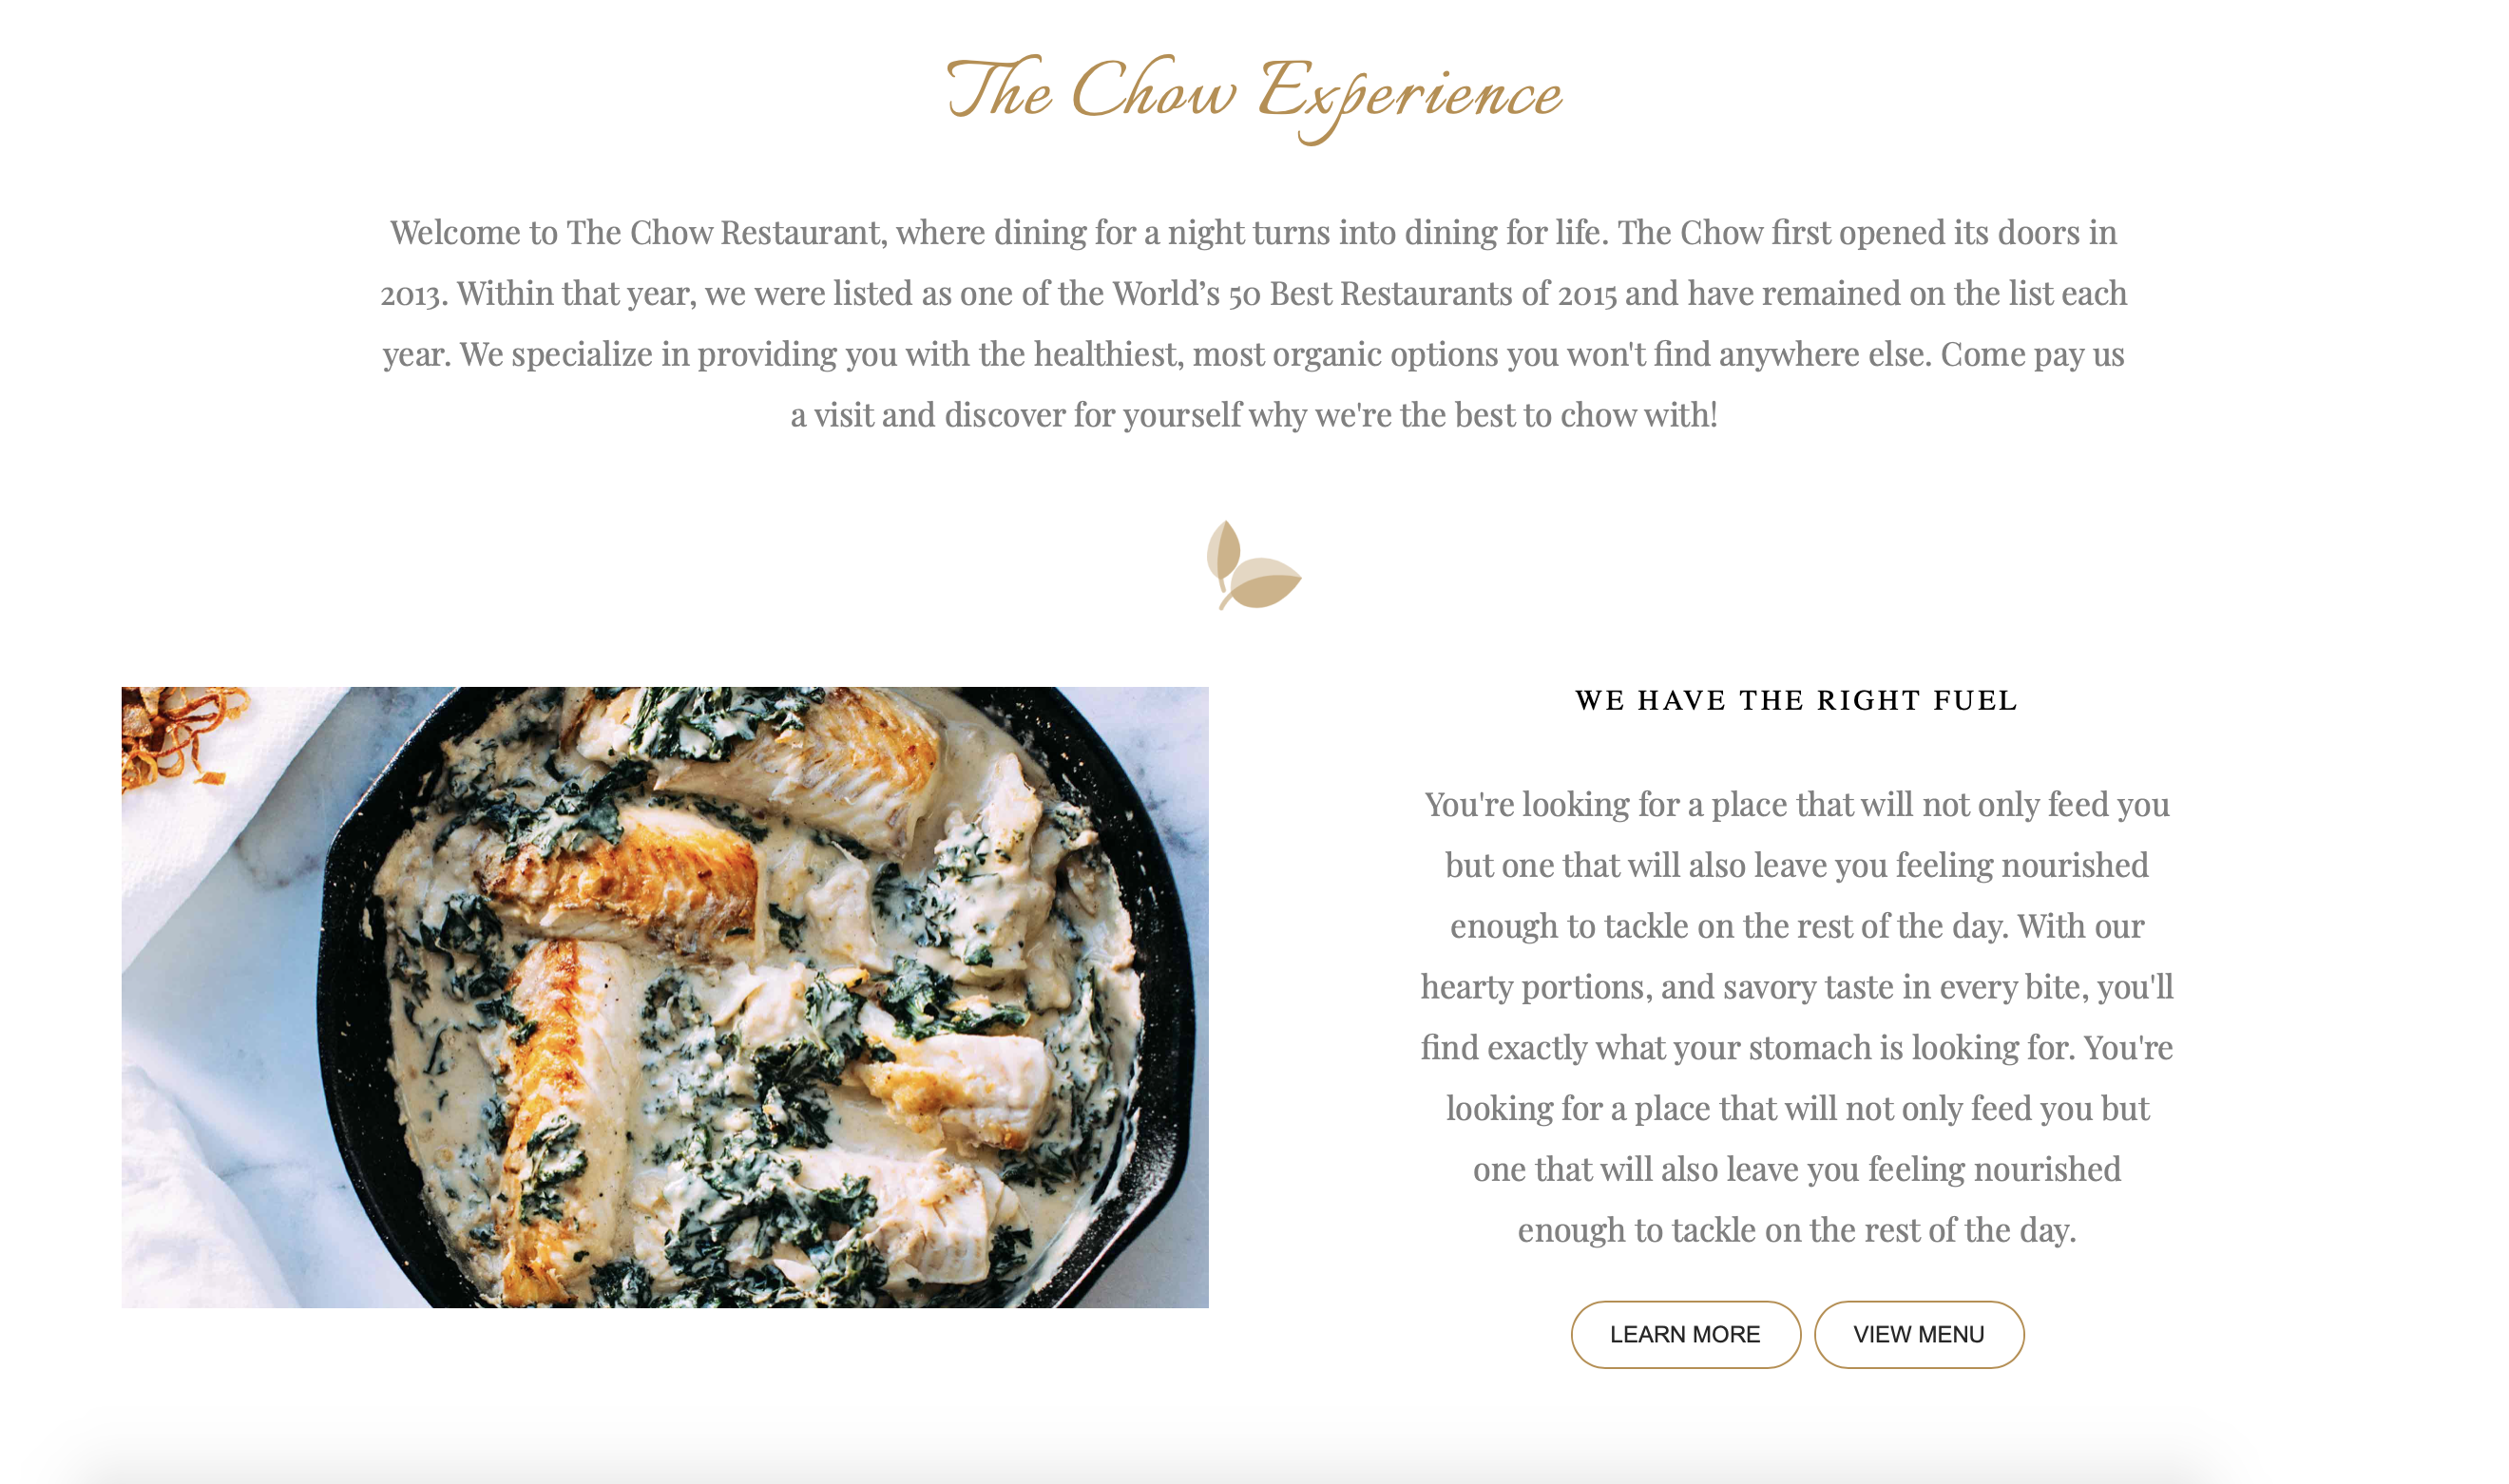 The Chow Experience
Welcome to The Chow Restaurant, where dining for a night turns into dining for life. The Chow first opened its doors in
2013. Within that year, we were listed as one of the World’s 50 Best Restaurants of 2015 and have remained on the list each
year. We specialize in providing you with the healthiest, most organic options you won't find anywhere else. Come pay us
a visit and discover for yourself why we're the best to chow with!
WE HAVE THE RIGHT FUEL
You're looking for a place that will not only feed you
but one that will also leave you feeling nourished
enough to tackle on the rest of the day. With our
hearty portions, and savory taste in every bite, you'll
find exactly what your stomach is looking for. You're
looking for a place that will not only feed you but
one that will also leave you feeling nourished
enough to tackle on the rest of the day.
LEARN MORE VIEW MENU